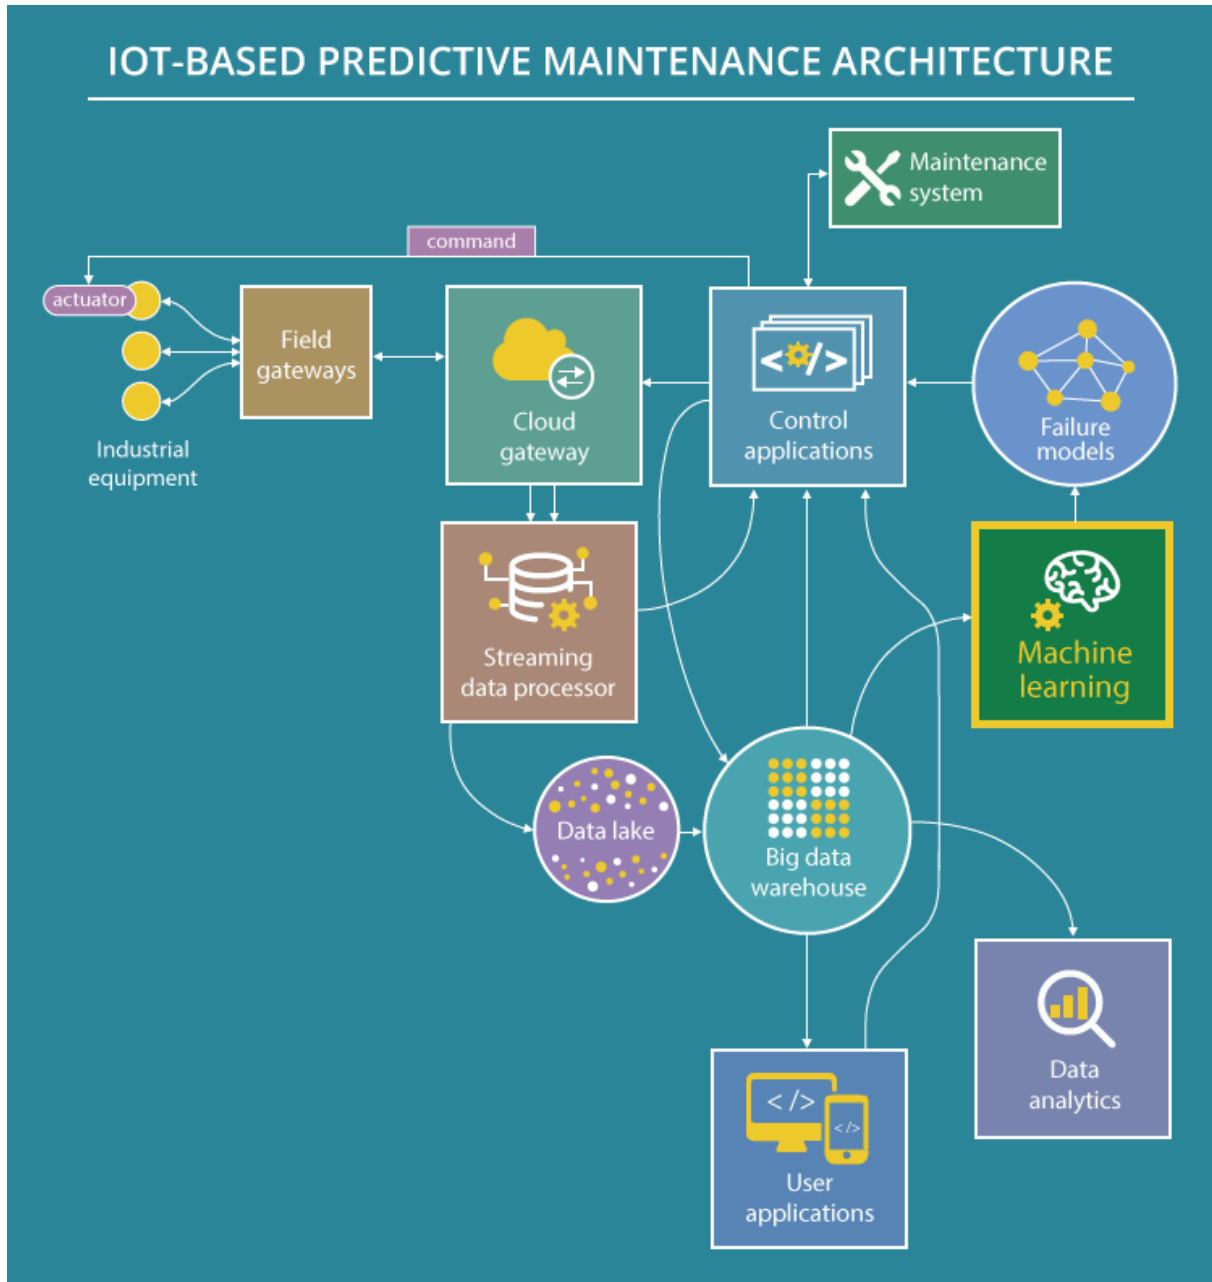 IOT-BASED PREDICTIVE MAINTENANCE ARCHITECTURE
Maintenance
system
command
actuator
Industrial
equipment
Field
gateways
Cloud
gateway
< / >
Control
applications
Failure
models
Streaming
data processor
Machine
learning
Data lake
Big data
warehouse
Data
analytics
< / >
< / >
User
applications